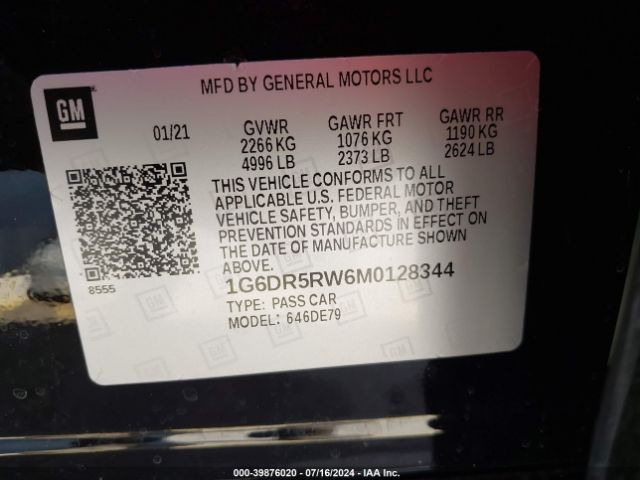 MFD BY GENERAL MOTORS LLC
GM
01/21
GVWR
2266 KG
4996 LB
GAWR FRT
1076 KG
2373 LB
GAWR RR
1190 KG
2624 LB
THIS VEHICLE CONFORMS TO ALL
APPLICABLE U.S. FEDERAL MOTOR
VEHICLE SAFETY, BUMPER, AND THEFT
PREVENTION STANDARDS IN EFFECT ON
THE DATE OF MANUFACTURE SHOWN
ABOVE.
8555
1G6DR5RW6M0128344
TYPE: PASS CAR
MODEL: 646DE79
000-39876020 - 07/16/2024 - IAA Inc.